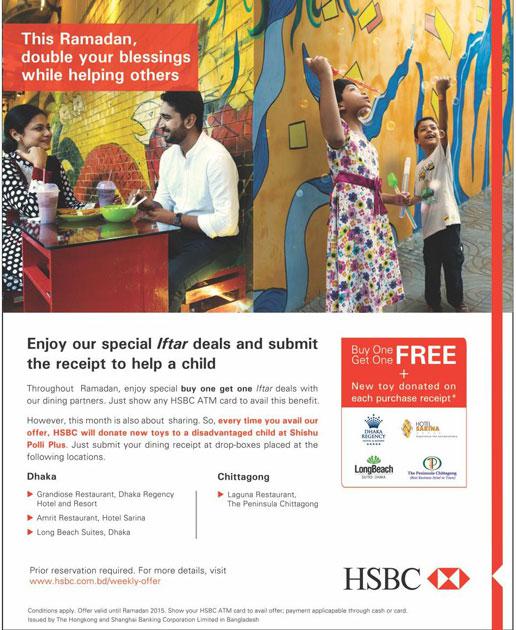 This Ramadan,
double your blessings
while helping others
Enjoy our special Iftar deals and submit
the receipt to help a child
Throughout Ramadan, enjoy special buy one get one Iftar deals with
our dining partners. Just show any HSBC ATM card to avail this benefit.
However, this month is also about sharing. So, every time you avail our
offer, HSBC will donate new toys to a disadvantaged child at Shishu
Polli Plus. Just submit your dining receipt at drop-boxes placed at the
following locations.
Dhaka
Grandiose Restaurant, Dhaka Regency
Hotel and Resort
Amrit Restaurant, Hotel Sarina
Long Beach Suites, Dhaka
Chittagong
Laguna Restaurant,
The Peninsula Chittagong
Buy One
Get One FREE
+
New toy donated on
each purchase receipt*
DHAKA
REGENCY
HOTEL
SARINA
LongBeach
SUITES DHAKA
The Peninsula Chittagong
Prior reservation required. For more details, visit
www.hsbc.com.bd/weekly-offer
HSBC
Conditions apply. Offer valid until Ramadan 2015. Show your HSBC ATM card to avail offer; payment applicapable through cash or card.
Issued by The Hongkong and Shanghai Banking Corporation Limited in Bangladesh